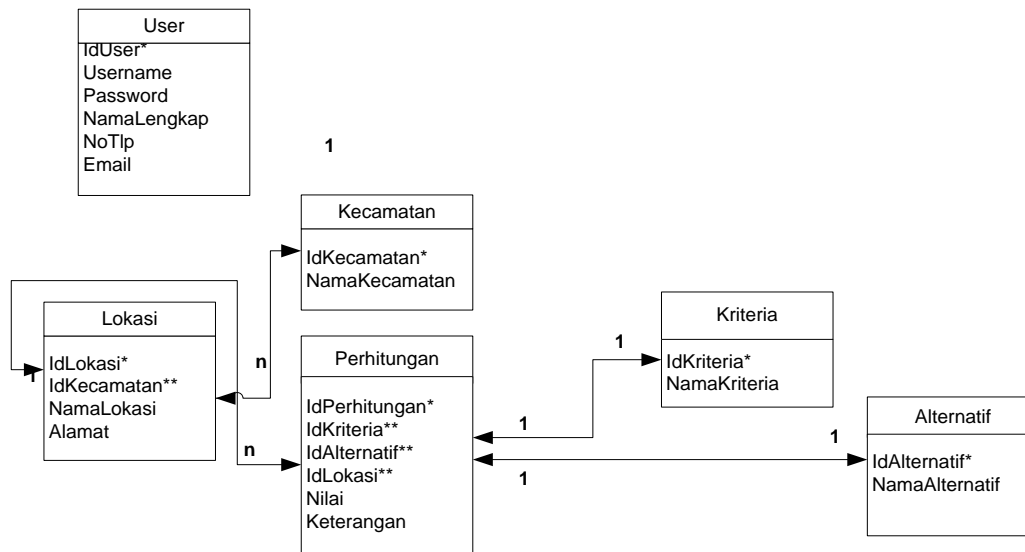 User
IdUser*
Username
Password
NamaLengkap
NoTlp
Email
1
Kecamatan
IdKecamatan*
NamaKecamatan
Lokasi
IdLokasi*
IdKecamatan**
NamaLokasi
Alamat
1
n
n
Perhitungan
IdPerhitungan*
IdKriteria**
IdAlternatif**
IdLokasi**
Nilai
Keterangan
1
1
1
1
Kriteria
IdKriteria*
NamaKriteria
Alternatif
IdAlternatif*
NamaAlternatif